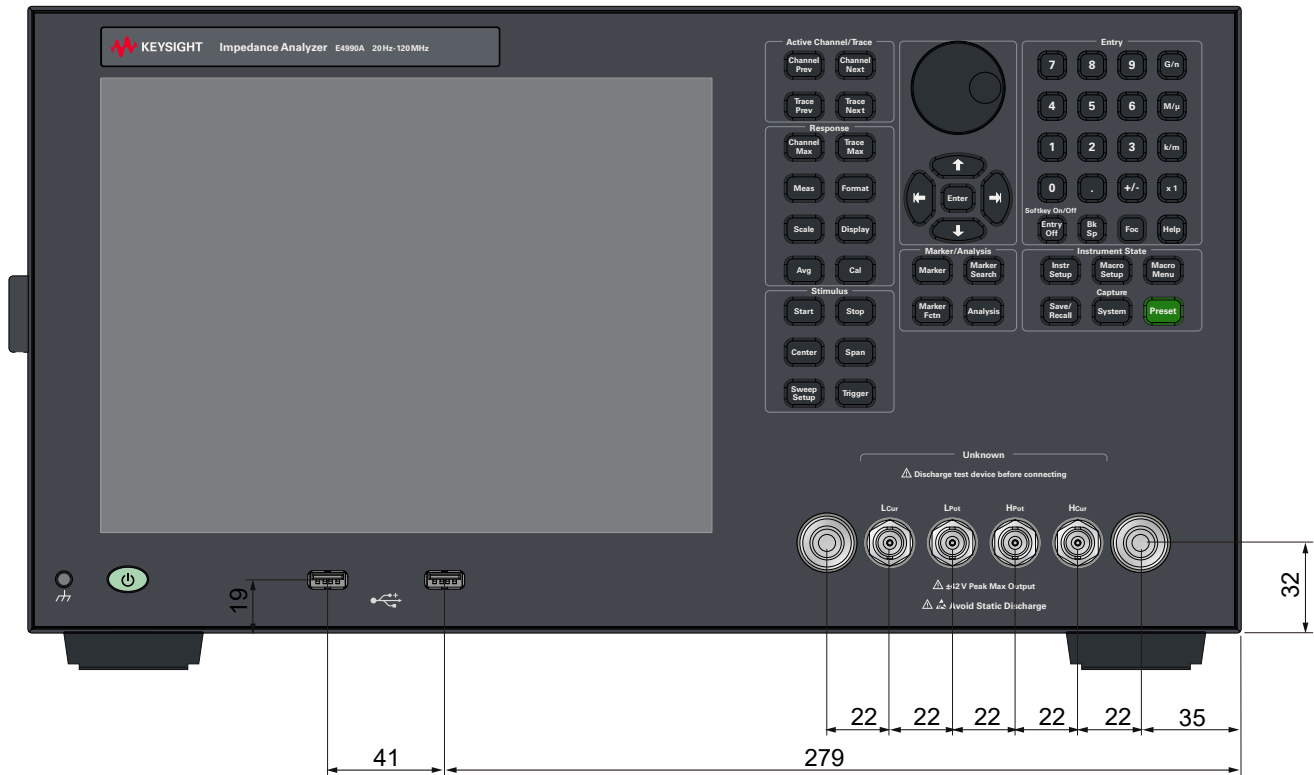 KEYSIGHT Impedance Analyzer E4990A 20 Hz-120 MHz
Active Channel/Trace
Channel Prev
Channel Next
Trace Prev
Trace Next
Response
Channel Max
Trace Max
Meas
Format
Scale
Display
Avg
Cal
Stimulus
Start
Stop
Center
Span
Sweep Setup
Trigger
Enter
Marker/Analysis
Marker
Marker Search
Marker Fctn
Analysis
Entry
7
8
9
G/n
4
5
6
M/µ
1
2
3
k/m
0
.
+/-
x 1
Softkey On/Off
Entry Off
Bk Sp
Foc
Help
Instrument State
Instr Setup
Macro Setup
Macro Menu
Capture
Save/ Recall
System
Preset
Unknown
Discharge test device before connecting
LCur
LPot
HPot
HCur
±42 V Peak Max Output
Avoid Static Discharge
19
32
22
22
22
22
22
35
41
279